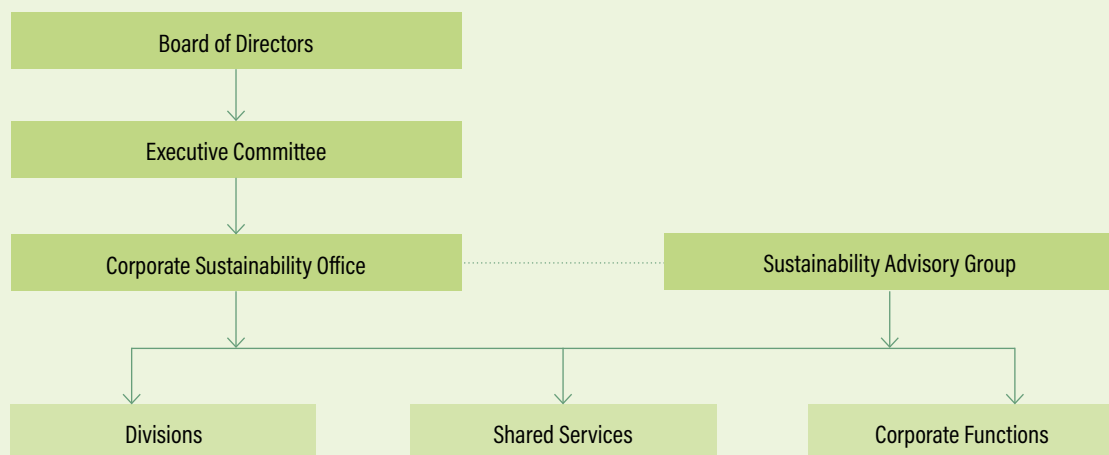 Board of Directors
Executive Committee
Corporate Sustainability Office
Sustainability Advisory Group
Divisions
Shared Services
Corporate Functions